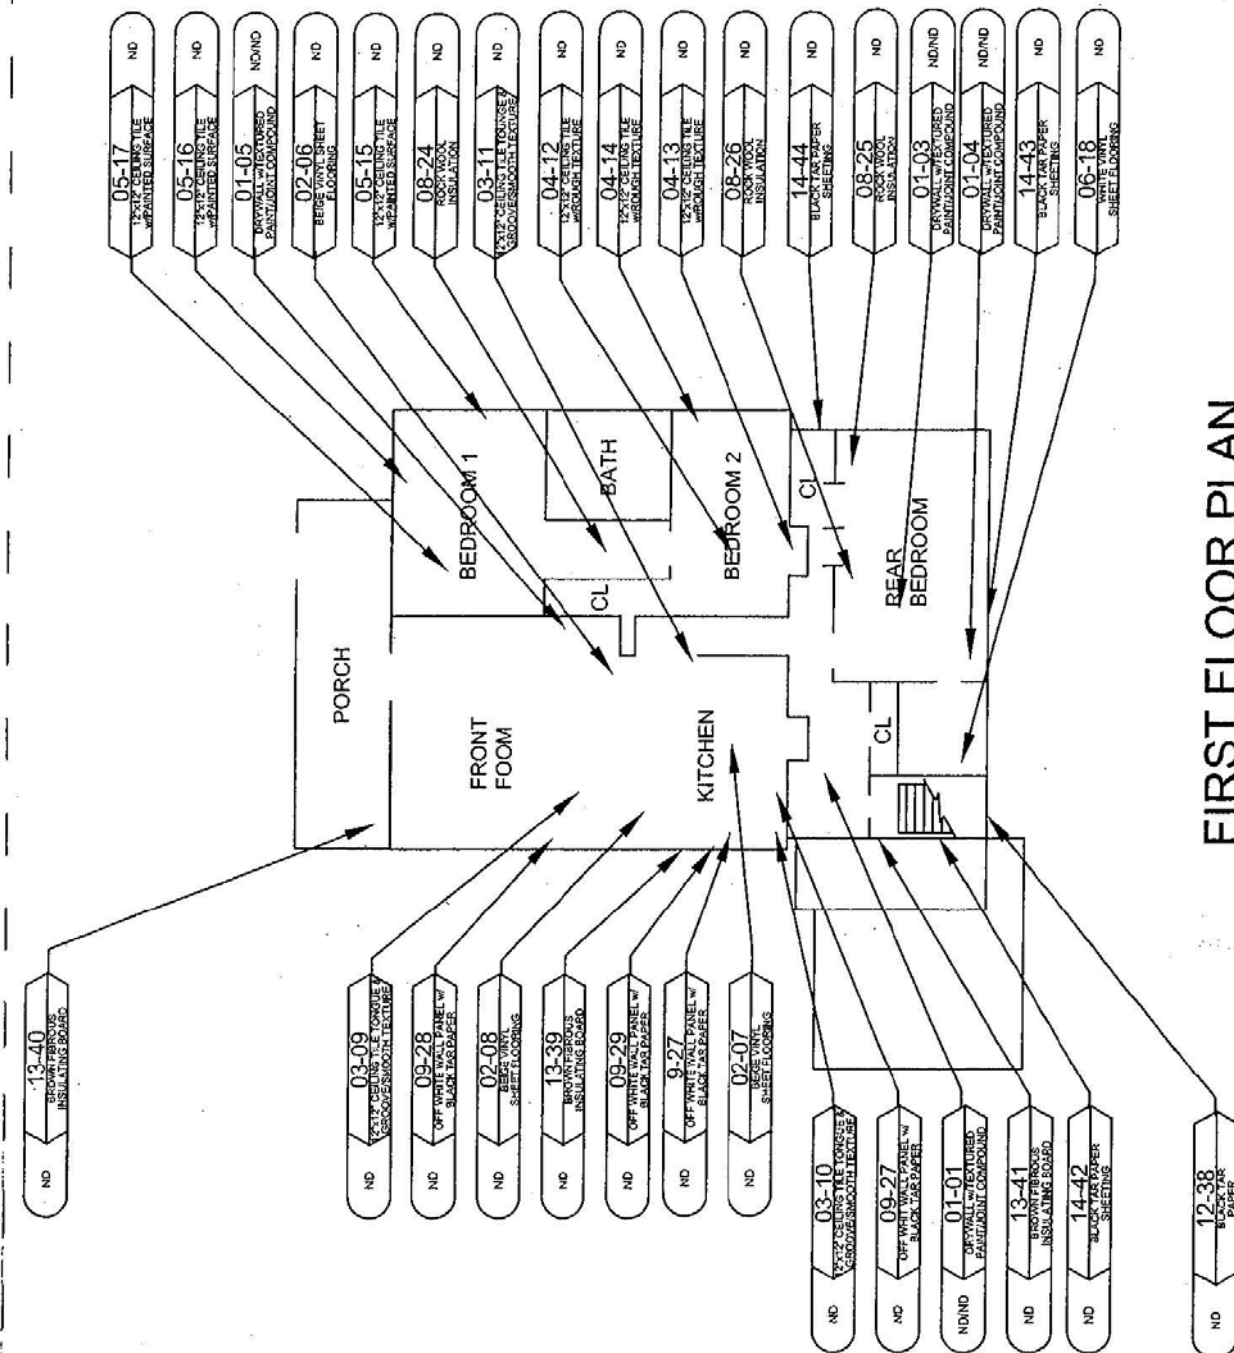 ND
05-17
12"x12" CEILING TILE
w/PAINTED SURFACE
ND
05-16
12"x12" CEILING TILE
w/PAINTED SURFACE
ND/ND
01-05
DRYWALL w/TEXTURED
PAINT/JOINT COMPOUND
ND
02-06
BEIGE VINYL SHEET
FLOORING
ND
05-15
12"x12" CEILING TILE
w/PAINTED SURFACE
ND
08-24
ROCK WOOL
INSULATION
ND
03-11
12"x12" CEILING TILE TOUNGE &
GROOVE/SMOOTH TEXTURE
ND
04-12
12"x12" CEILING TILE
w/ROUGH TEXTURE
ND
04-14
12"x12" CEILING TILE
w/ROUGH TEXTURE
ND
04-13
12"x12" CEILING TILE
w/ROUGH TEXTURE
ND
08-26
ROCK WOOL
INSULATION
ND
14-44
BLACK TAR PAPER
SHEETING
ND
08-25
ROCK WOOL
INSULATION
ND/ND
01-03
DRYWALL w/TEXTURED
PAINT/JOINT COMPOUND
ND/ND
01-04
DRYWALL w/TEXTURED
PAINT/JOINT COMPOUND
ND
14-43
BLACK TAR PAPER
SHEETING
ND
06-18
WHITE VINYL
SHEET FLOORING
PORCH
BEDROOM 1
BATH
BEDROOM 2
CL
CL
FRONT
FOOM
KITCHEN
REAR
BEDROOM
CL
13-40
BROWN FIBROUS
INSULATING BOARD
ND
03-09
12"x12" CEILING TILE TONGUE &
GROOVE/SMOOTH TEXTURE
ND
09-28
OFF WHITE WALL PANEL w/
BLACK TAR PAPER
ND
02-08
BEIGE VINYL
SHEET FLOORING
ND
13-39
BROWN FIBROUS
INSULATING BOARD
ND
09-29
OFF WHITE WALL PANEL w/
BLACK TAR PAPER
ND
9-27
OFF WHITE WALL PANEL w/
BLACK TAR PAPER
ND
02-07
BEIGE VINYL
SHEET FLOORING
ND
03-10
12"x12" CEILING TILE TONGUE &
GROOVE/SMOOTH TEXTURE
ND
09-27
OFF WHIT WALL PANEL w/
BLACK TAR PAPER
ND
01-01
DRYWALL w/TEXTURED
PAINT/JOINT COMPOUND
ND/ND
13-41
BROWN FIBROUS
INSULATING BOARD
ND
14-42
BLACK TAR PAPER
SHEETING
ND
12-38
BLACK TAR
PAPER
ND
FIRST FLOOR PLAN